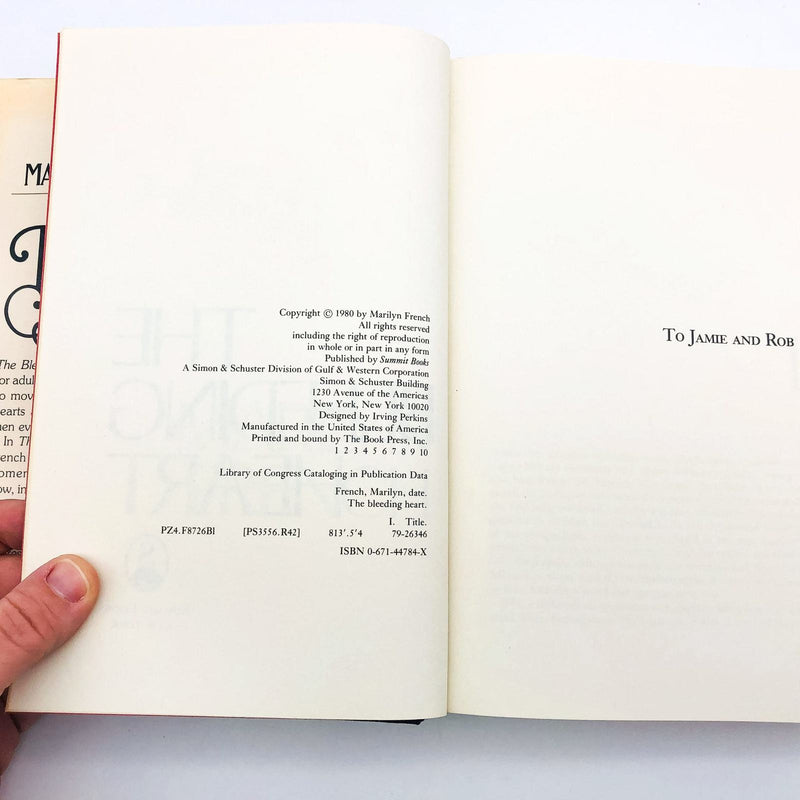 MA
The Blee
or adul
o mov
hearts
en eve
In Th
ench
omen
ow, in
Copyright © 1980 by Marilyn French
All rights reserved
including the right of reproduction
in whole or in part in any form
Published by Summit Books
A Simon & Schuster Division of Gulf & Western Corporation
Simon & Schuster Building
1230 Avenue of the Americas
New York, New York 10020
Designed by Irving Perkins
Manufactured in the United States of America
Printed and bound by The Book Press, Inc.
1 2 3 4 5 6 7 8 9 10
Library of Congress Cataloging in Publication Data
French, Marilyn, date.
The bleeding heart.
I. Title.
PZ4.F8726Bl [PS3556.R42] 813'.5'4 79-26346
ISBN 0-671-44784-X
To Jamie and Rob